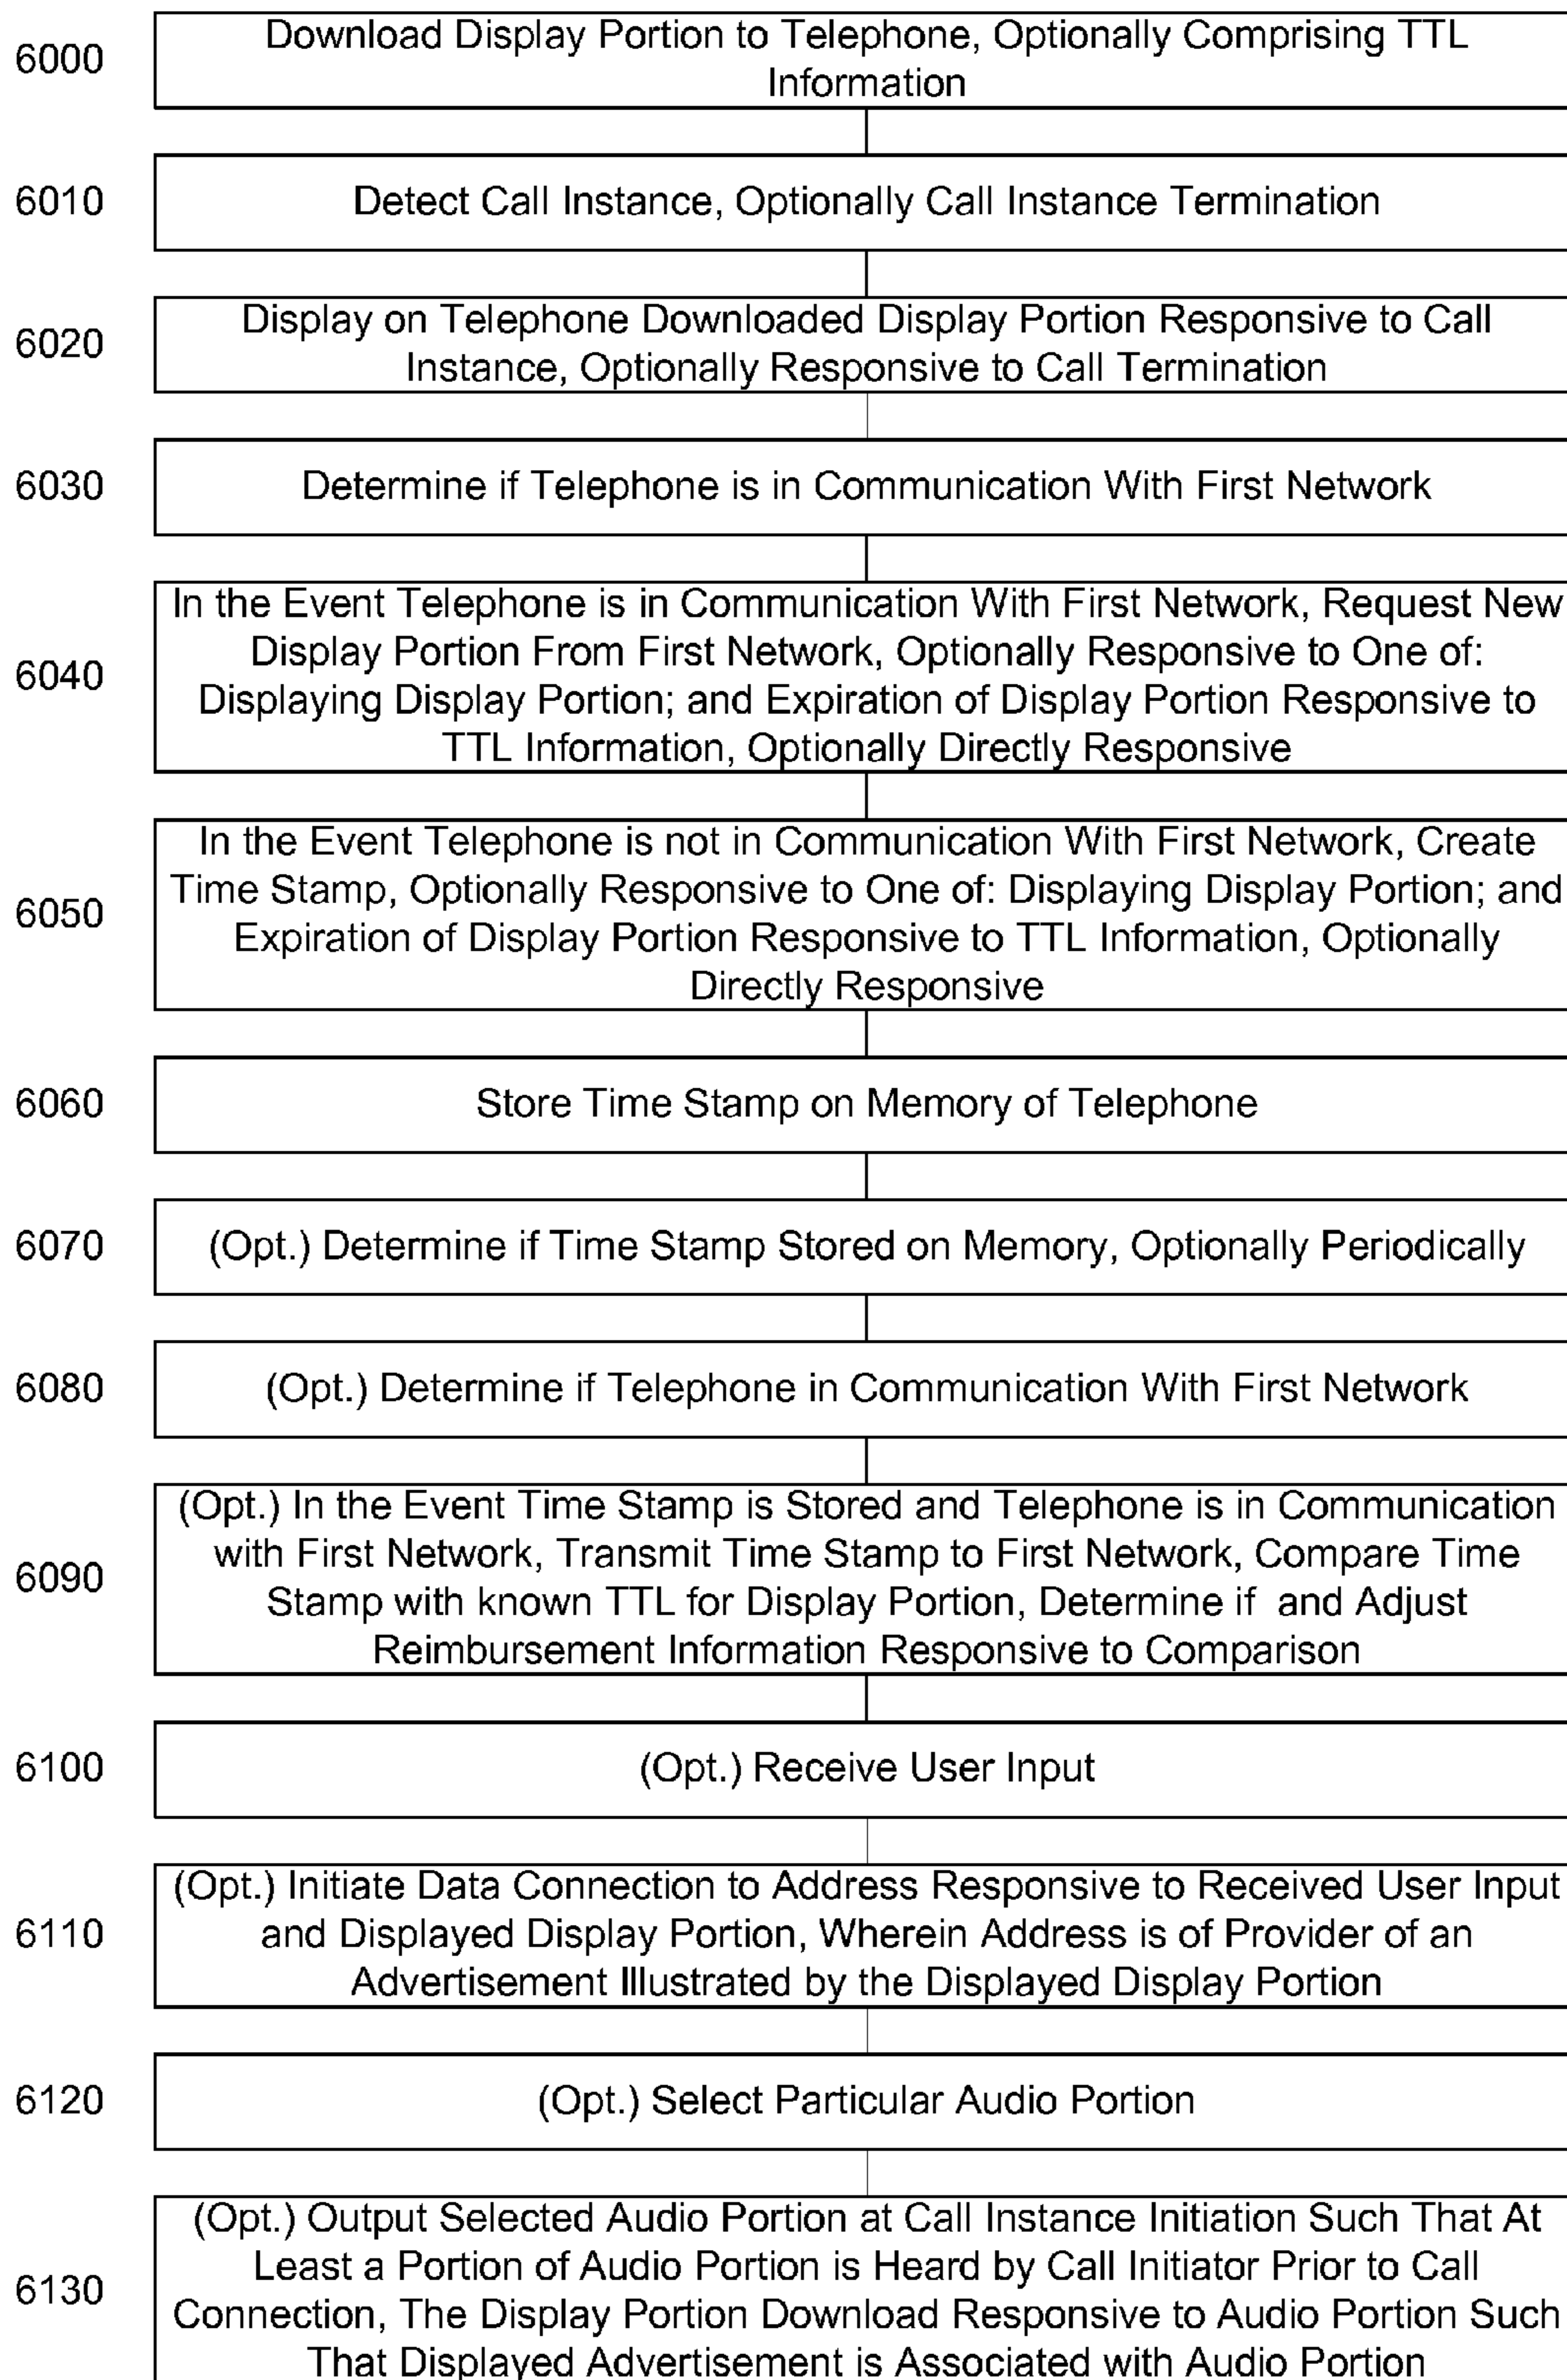 6000
Download Display Portion to Telephone, Optionally Comprising TTL
Information
6010
Detect Call Instance, Optionally Call Instance Termination
6020
Display on Telephone Downloaded Display Portion Responsive to Call
Instance, Optionally Responsive to Call Termination
6030
Determine if Telephone is in Communication With First Network
6040
In the Event Telephone is in Communication With First Network, Request New
Display Portion From First Network, Optionally Responsive to One of:
Displaying Display Portion; and Expiration of Display Portion Responsive to
TTL Information, Optionally Directly Responsive
6050
In the Event Telephone is not in Communication With First Network, Create
Time Stamp, Optionally Responsive to One of: Displaying Display Portion; and
Expiration of Display Portion Responsive to TTL Information, Optionally
Directly Responsive
6060
Store Time Stamp on Memory of Telephone
6070
(Opt.) Determine if Time Stamp Stored on Memory, Optionally Periodically
6080
(Opt.) Determine if Telephone in Communication With First Network
6090
(Opt.) In the Event Time Stamp is Stored and Telephone is in Communication
with First Network, Transmit Time Stamp to First Network, Compare Time
Stamp with known TTL for Display Portion, Determine if and Adjust
Reimbursement Information Responsive to Comparison
6100
(Opt.) Receive User Input
6110
(Opt.) Initiate Data Connection to Address Responsive to Received User Input
and Displayed Display Portion, Wherein Address is of Provider of an
Advertisement Illustrated by the Displayed Display Portion
6120
(Opt.) Select Particular Audio Portion
6130
(Opt.) Output Selected Audio Portion at Call Instance Initiation Such That At
Least a Portion of Audio Portion is Heard by Call Initiator Prior to Call
Connection, The Display Portion Download Responsive to Audio Portion Such
That Displayed Advertisement is Associated with Audio Portion